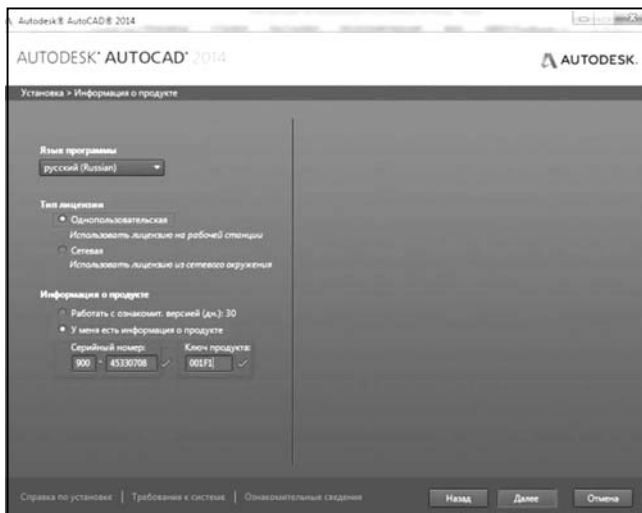 Autodesk® AutoCAD® 2014
AUTODESK® AUTOCAD® 2014
AUTODESK.
Установка > Информация о продукте
Язык программы
русский (Russian)
Тип лицензии
Однопользовательская
Использовать лицензию на рабочей станции
Сетевая
Использовать лицензию из сетевого окружения
Информация о продукте
Работать с ознакомит. версией (дн.): 30
У меня есть информация о продукте
Серийный номер: Ключ продукта:
900 - 45330708 001F1
Справка по установке | Требования к системе | Ознакомительные сведения Назад Далее Отмена